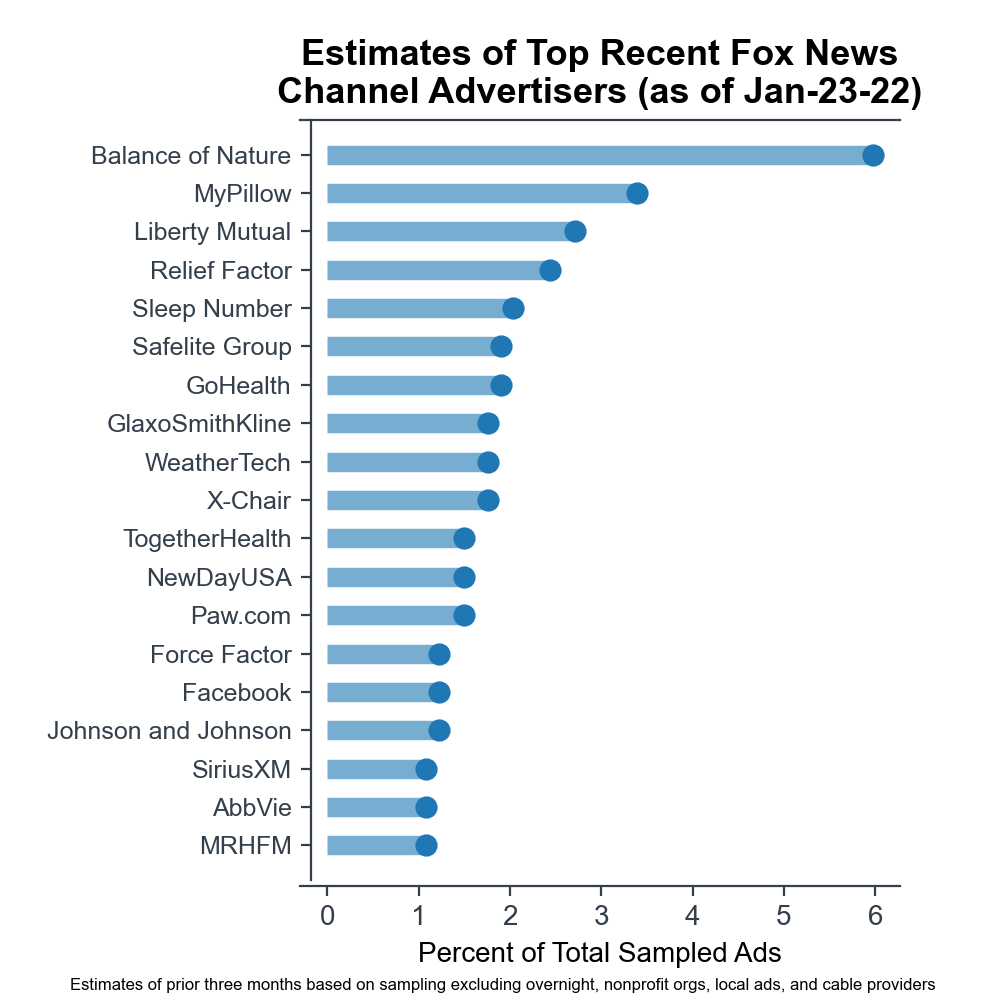 Estimates of Top Recent Fox News
Channel Advertisers (as of Jan-23-22)
Balance of Nature
MyPillow
Liberty Mutual
Relief Factor
Sleep Number
Safelite Group
GoHealth
GlaxoSmithKline
WeatherTech
X-Chair
TogetherHealth
NewDayUSA
Paw.com
Force Factor
Facebook
Johnson and Johnson
SiriusXM
AbbVie
MRHFM
0 1 2 3 4 5 6
Percent of Total Sampled Ads
Estimates of prior three months based on sampling excluding overnight, nonprofit orgs, local ads, and cable providers